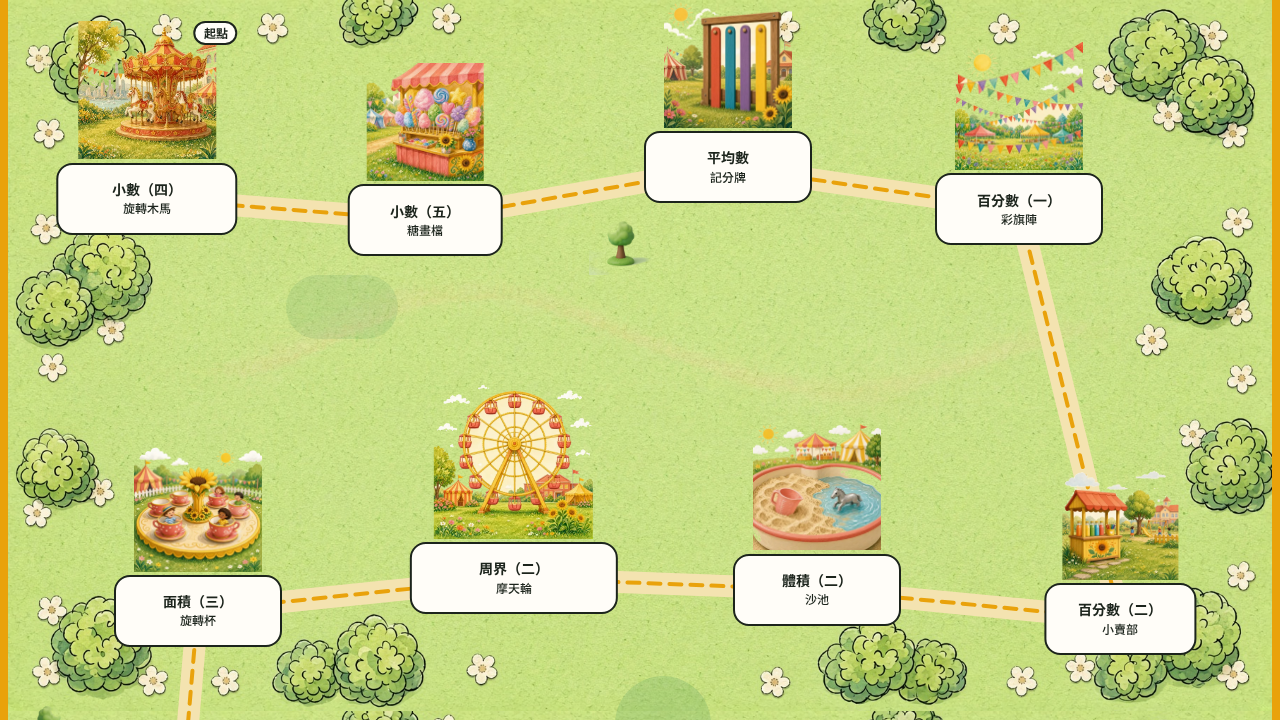 起點
小數（四）
旋轉木馬
小數（五）
糖畫檔
平均數
記分牌
百分數（一）
彩旗陣
面積（三）
旋轉杯
周界（二）
摩天輪
體積（二）
沙池
百分數（二）
小賣部